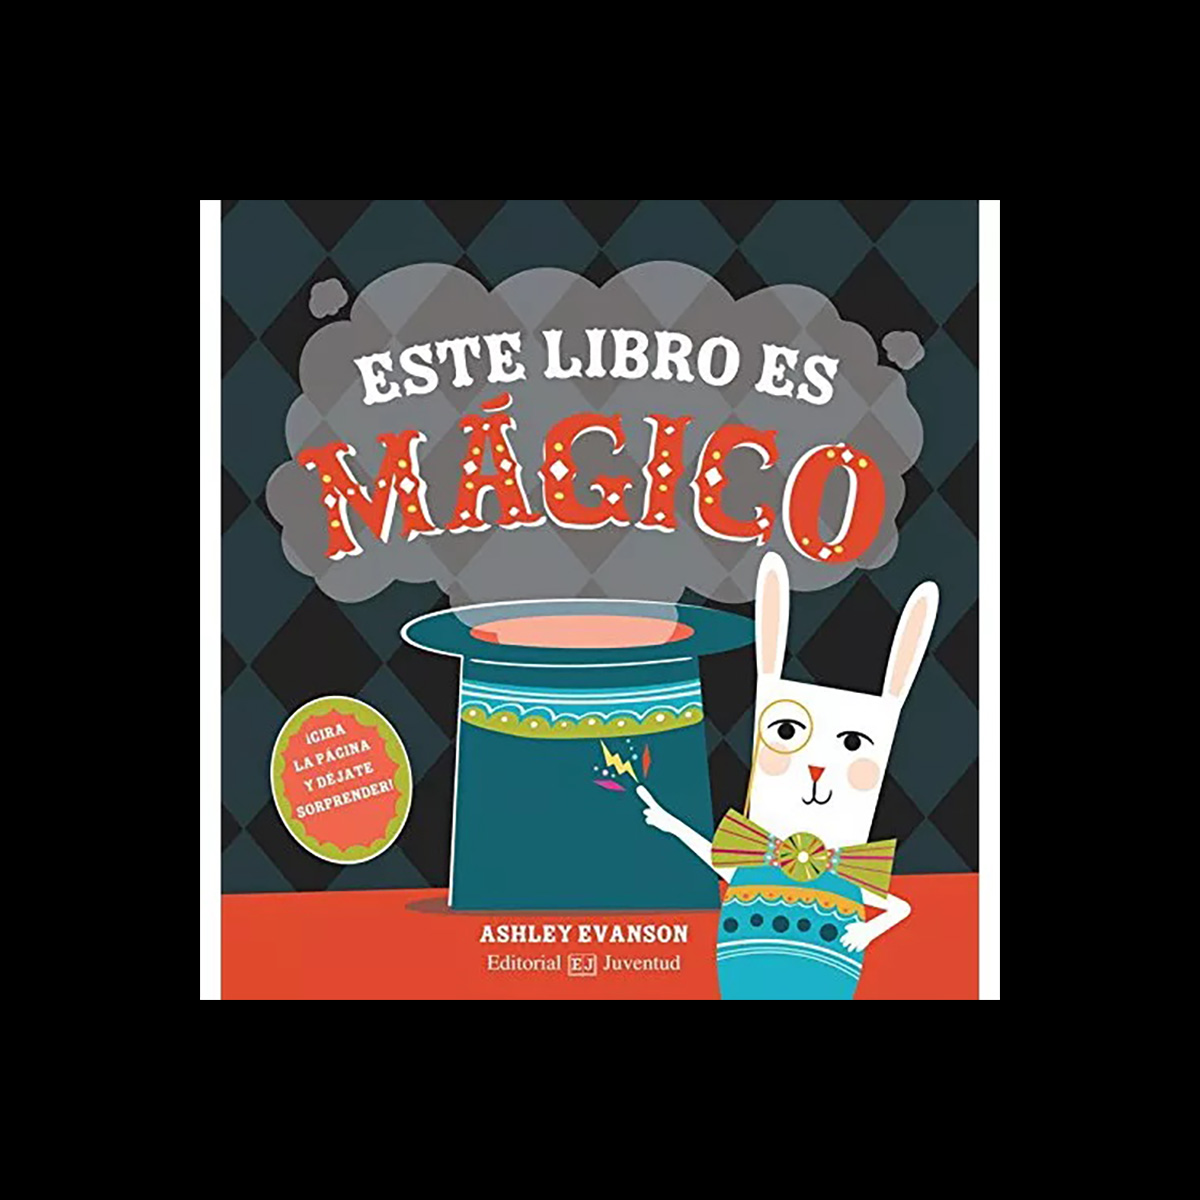 ESTE LIBRO ES
MÁGICO
¡GIRA
LA PÁGINA
Y DÉJATE
SORPRENDER!
ASHLEY EVANSON
Editorial EJ Juventud